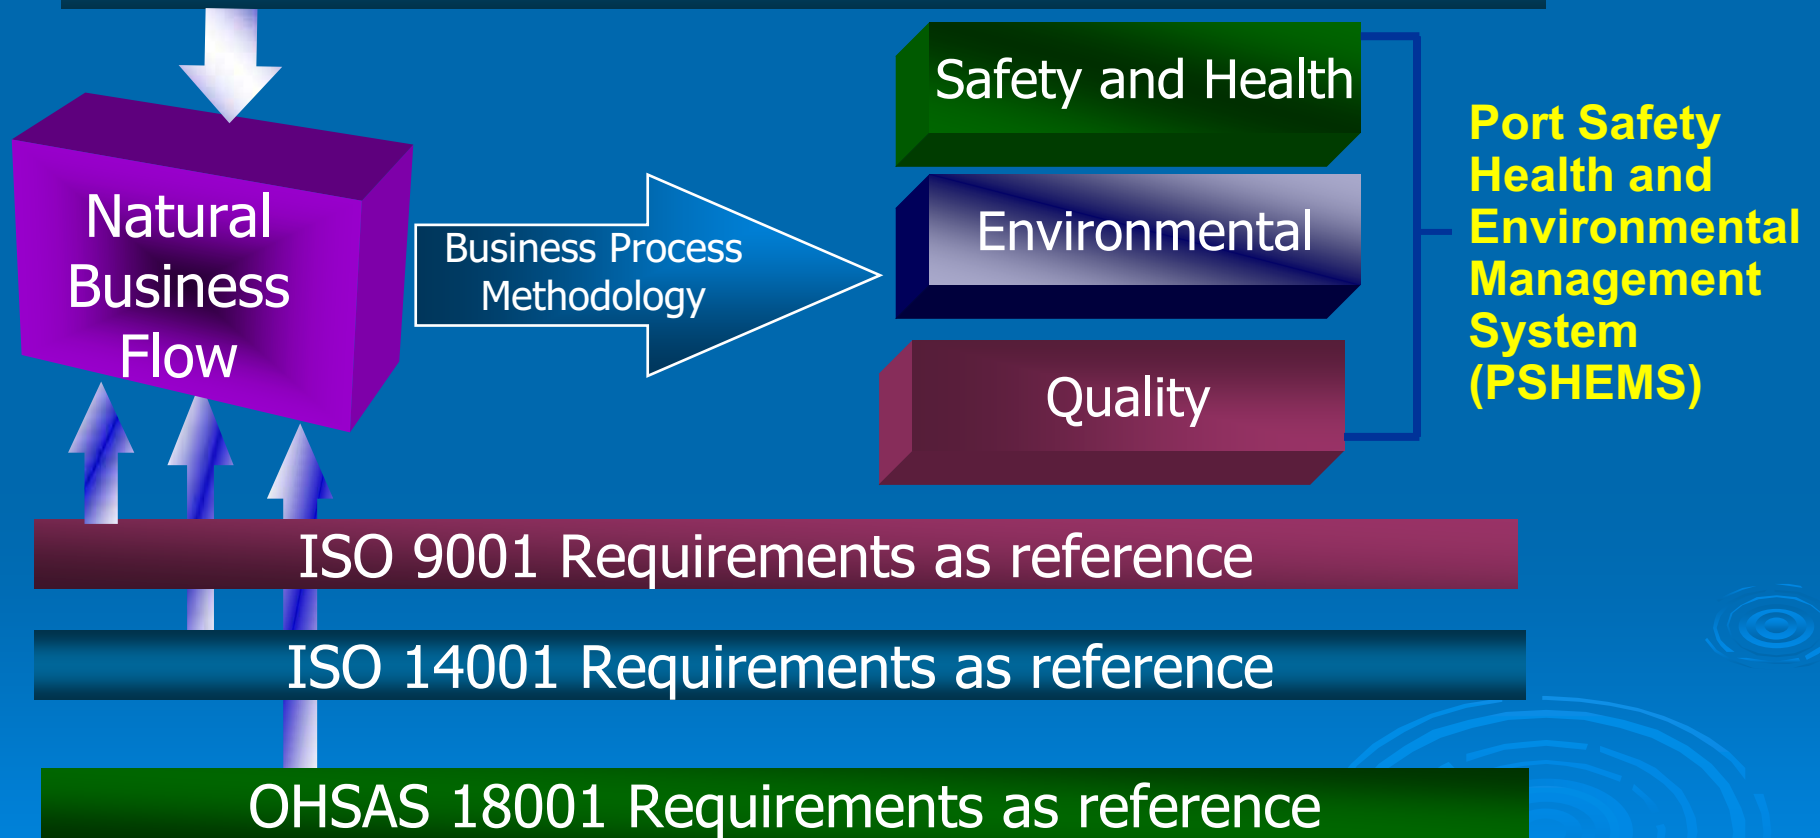 Safety and Health
Natural
Business
Flow
Business Process
Methodology
Environmental
Quality
Port Safety
Health and
Environmental
Management
System
(PSHEMS)
ISO 9001 Requirements as reference
ISO 14001 Requirements as reference
OHSAS 18001 Requirements as reference